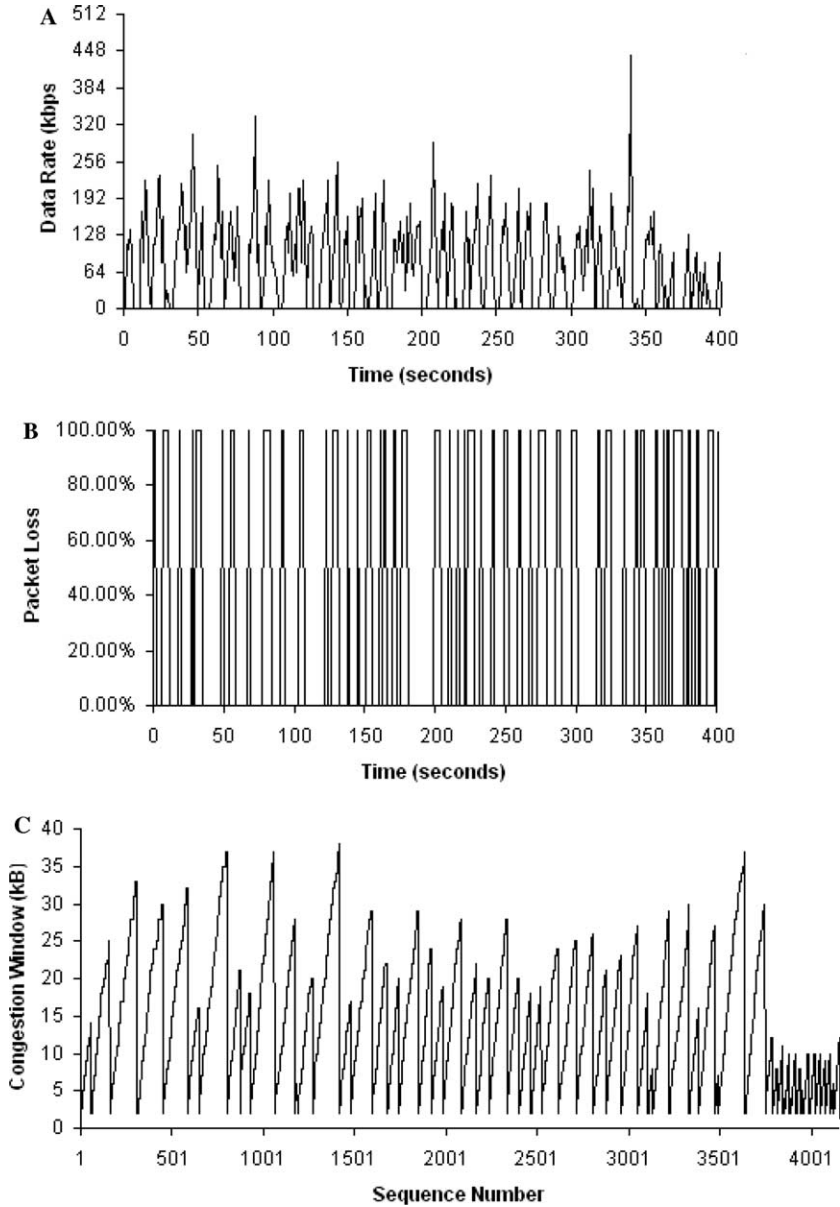 A
512
448
384
320
256
192
128
64
0
Data Rate (kbps
0 50 100 150 200 250 300 350 400
Time (seconds)
B
100.00%
80.00%
60.00%
40.00%
20.00%
0.00%
Packet Loss
0 50 100 150 200 250 300 350 400
Time (seconds)
C
40
35
30
25
20
15
10
5
0
Congestion Window (kB)
1 501 1001 1501 2001 2501 3001 3501 4001
Sequence Number